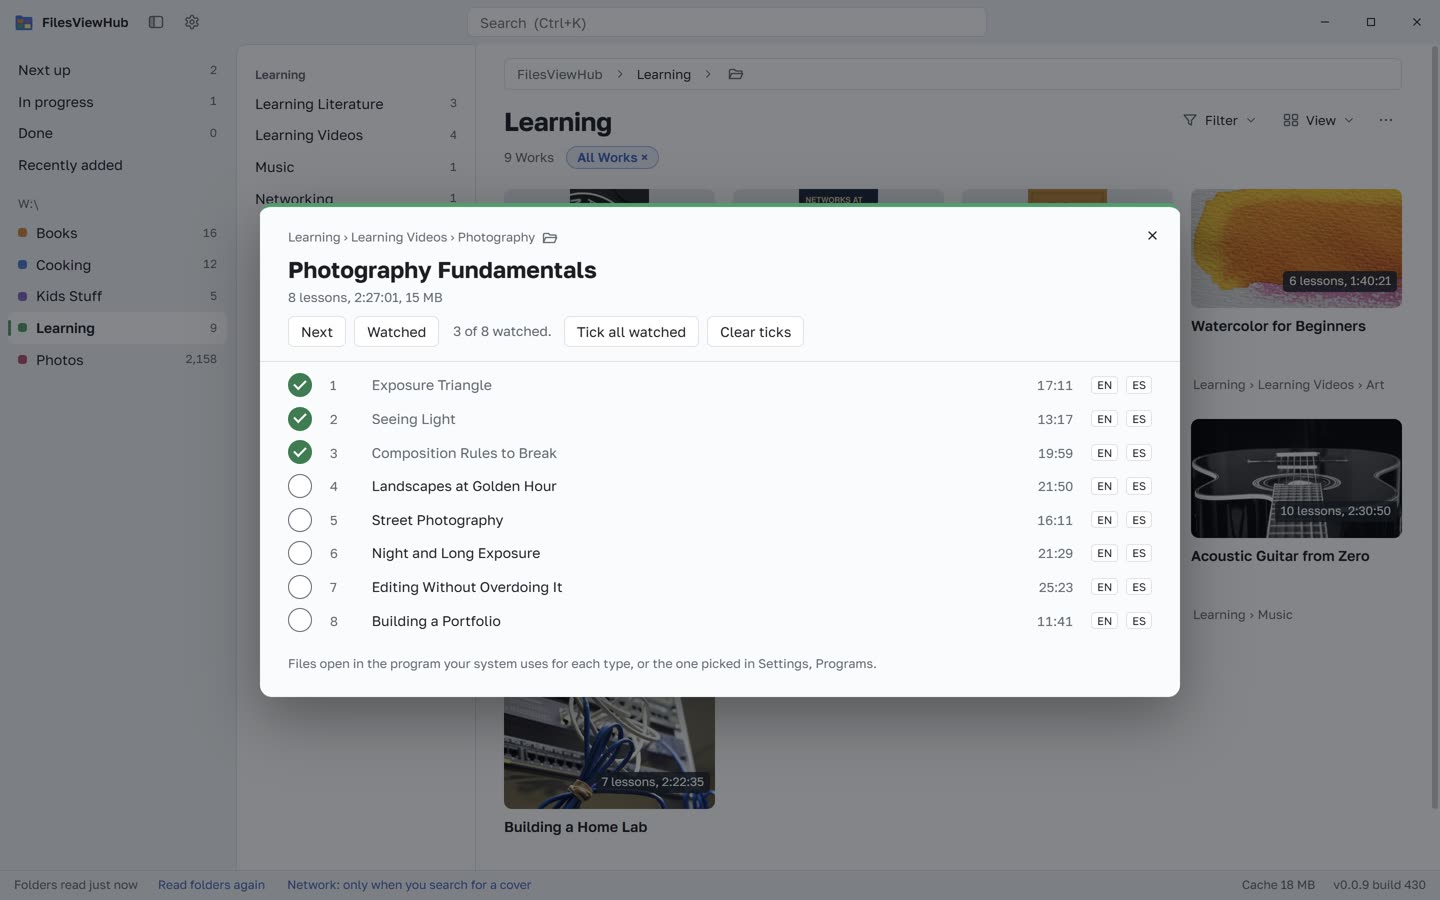 FilesViewHub
Search (Ctrl+K)
Next up 2
In progress 1
Done 0
Recently added
W:\
Books 16
Cooking 12
Kids Stuff 5
Learning 9
Photos 2,158
Learning
Learning Literature 3
Learning Videos 4
Music 1
Networking 1
FilesViewHub › Learning ›
Learning
Filter
View
9 Works
All Works ×
NETWORKS AT
6 lessons, 1:40:21
Watercolor for Beginners
Learning › Learning Videos › Art
10 lessons, 2:30:50
Acoustic Guitar from Zero
Learning › Music
7 lessons, 2:22:35
Building a Home Lab
Learning › Learning Videos › Photography
Photography Fundamentals
8 lessons, 2:27:01, 15 MB
Next Watched 3 of 8 watched. Tick all watched Clear ticks
1 Exposure Triangle 17:11 EN ES
2 Seeing Light 13:17 EN ES
3 Composition Rules to Break 19:59 EN ES
4 Landscapes at Golden Hour 21:50 EN ES
5 Street Photography 16:11 EN ES
6 Night and Long Exposure 21:29 EN ES
7 Editing Without Overdoing It 25:23 EN ES
8 Building a Portfolio 11:41 EN ES
Files open in the program your system uses for each type, or the one picked in Settings, Programs.
Folders read just now Read folders again Network: only when you search for a cover
Cache 18 MB v0.0.9 build 430